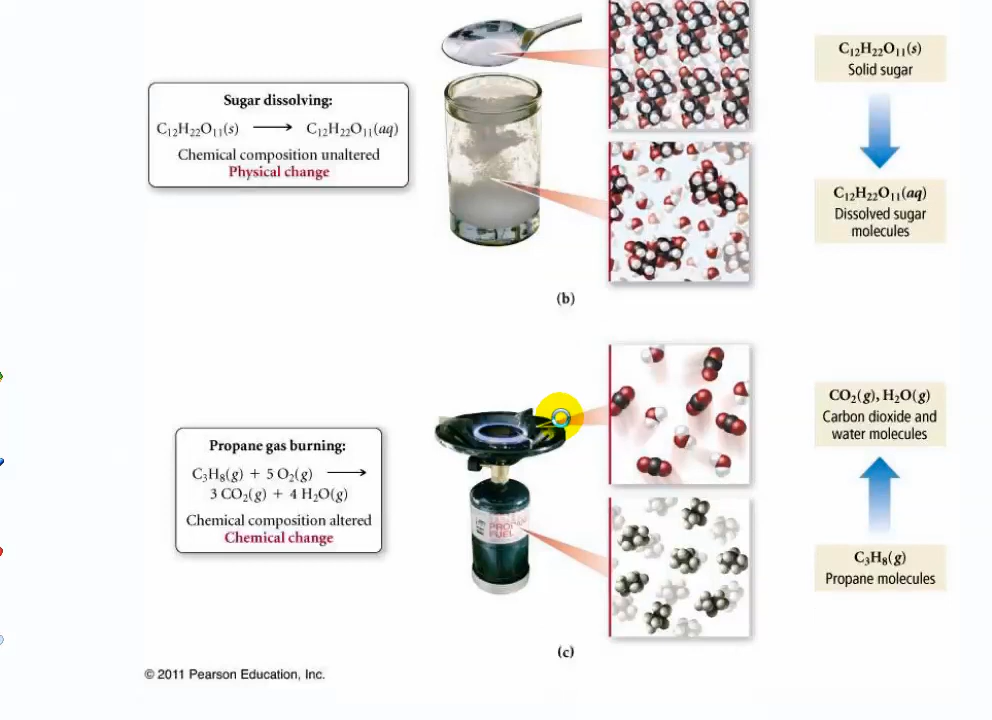 Sugar dissolving:
C₁₂H₂₂O₁₁(s) ⟶ C₁₂H₂₂O₁₁(aq)
Chemical composition unaltered
Physical change
C₁₂H₂₂O₁₁(s)
Solid sugar
C₁₂H₂₂O₁₁(aq)
Dissolved sugar
molecules
(b)
Propane gas burning:
C₃H₈(g) + 5 O₂(g) ⟶
3 CO₂(g) + 4 H₂O(g)
Chemical composition altered
Chemical change
PROPANE
FUEL
CO₂(g), H₂O(g)
Carbon dioxide and
water molecules
C₃H₈(g)
Propane molecules
(c)
© 2011 Pearson Education, Inc.